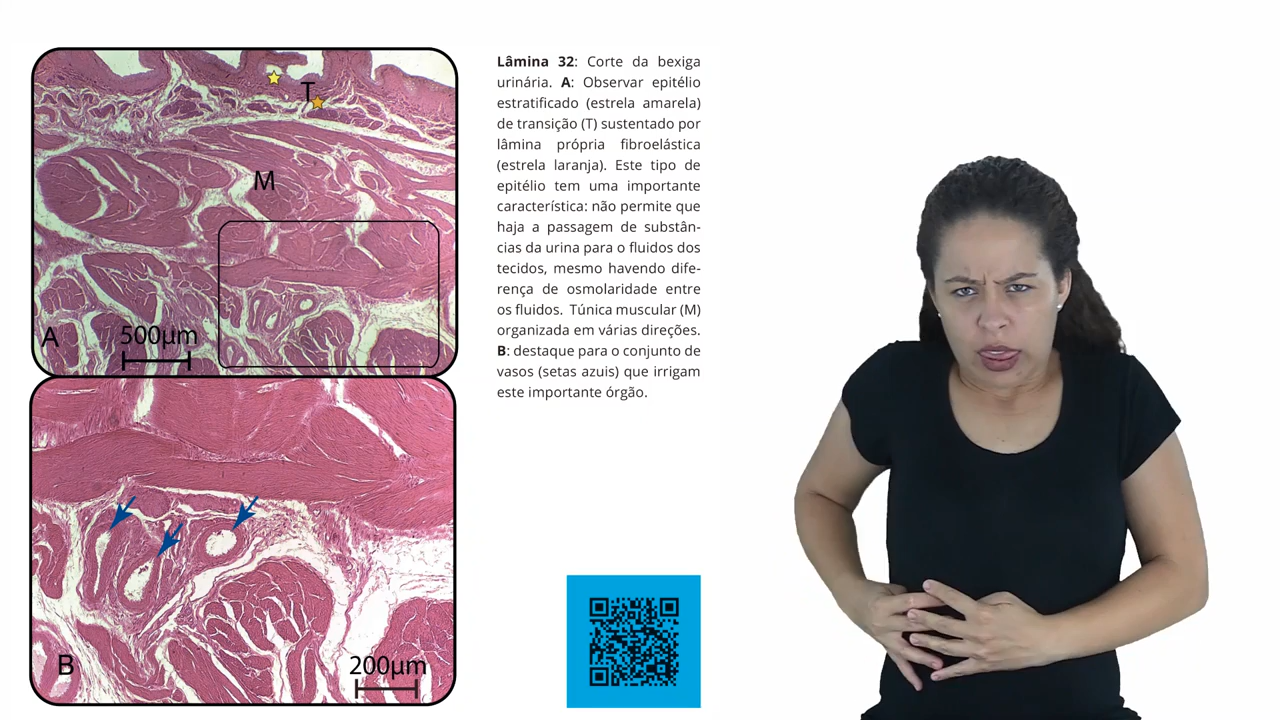 T
M
A
500µm
B
200µm
Lâmina 32: Corte da bexiga
urinária. A: Observar epitélio
estratificado (estrela amarela)
de transição (T) sustentado por
lâmina própria fibroelástica
(estrela laranja). Este tipo de
epitélio tem uma importante
característica: não permite que
haja a passagem de substân-
cias da urina para o fluidos dos
tecidos, mesmo havendo dife-
rença de osmolaridade entre
os fluidos. Túnica muscular (M)
organizada em várias direções.
B: destaque para o conjunto de
vasos (setas azuis) que irrigam
este importante órgão.